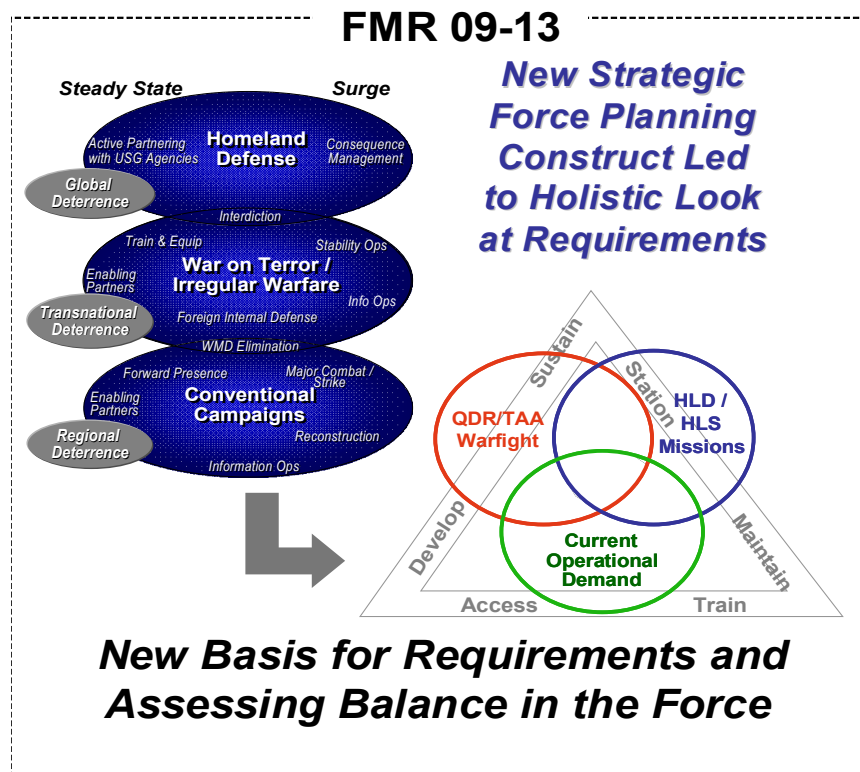 FMR 09-13
Steady State
Surge
Homeland
Defense
Active Partnering
with USG Agencies
Consequence
Management
Global
Deterrence
Interdiction
Train & Equip
Stability Ops
War on Terror /
Irregular Warfare
Enabling
Partners
Info Ops
Transnational
Deterrence
Foreign Internal Defense
WMD Elimination
Forward Presence
Major Combat /
Strike
Conventional
Campaigns
Enabling
Partners
Reconstruction
Regional
Deterrence
Information Ops
New Strategic
Force Planning
Construct Led
to Holistic Look
at Requirements
Sustain
Station
QDR/TAA
Warfight
HLD /
HLS
Missions
Develop
Maintain
Current
Operational
Demand
Access
Train
New Basis for Requirements and
Assessing Balance in the Force